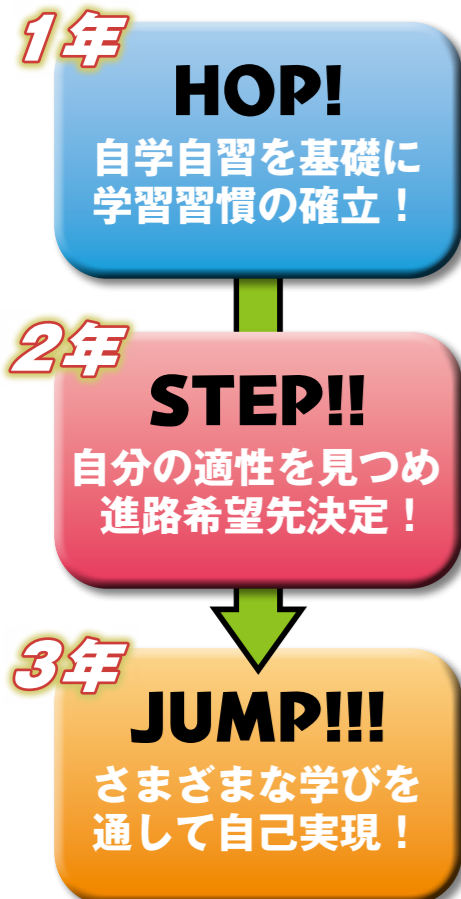 1年
HOP!
自学自習を基礎に
学習習慣の確立！
2年
STEP!!
自分の適性を見つめ
進路希望先決定！
3年
JUMP!!!
さまざまな学びを
通して自己実現！